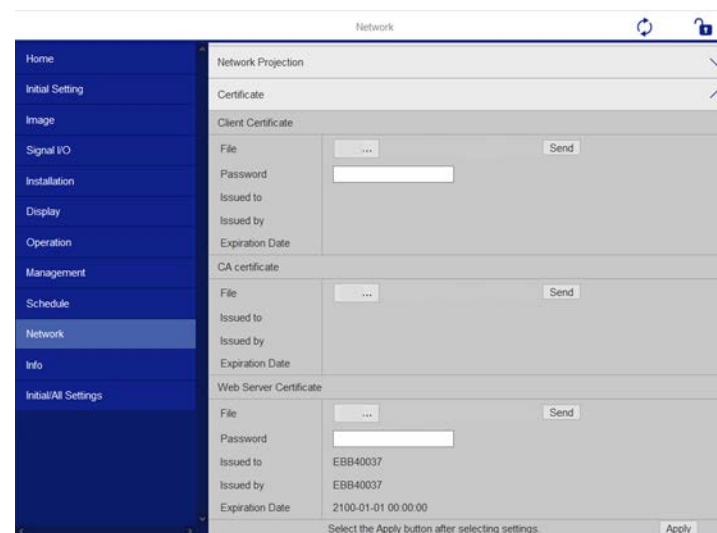 Network
Home
Initial Setting
Image
Signal I/O
Installation
Display
Operation
Management
Schedule
Network
Info
Initial/All Settings
Network Projection
Certificate
Client Certificate
File ... Send
Password
Issued to
Issued by
Expiration Date
CA certificate
File ... Send
Issued to
Issued by
Expiration Date
Web Server Certificate
File ... Send
Password
Issued to EBB40037
Issued by EBB40037
Expiration Date 2100-01-01 00:00:00
Select the Apply button after selecting settings. Apply